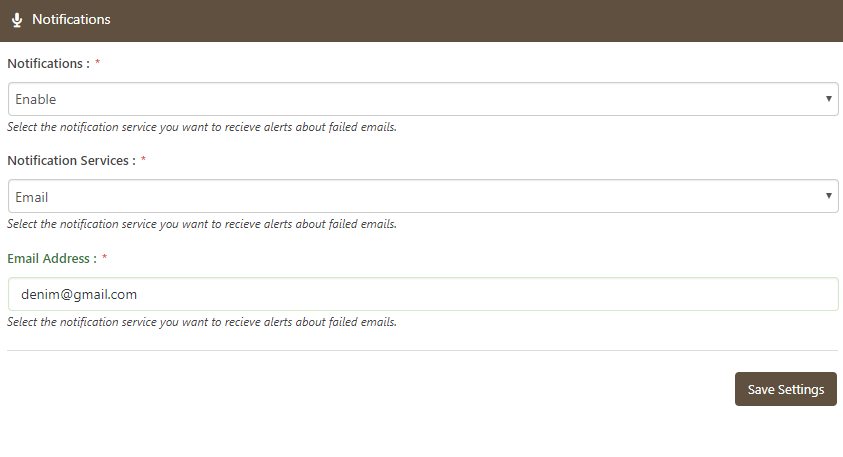 Notifications
Notifications : *
Enable
Select the notification service you want to recieve alerts about failed emails.
Notification Services : *
Email
Select the notification service you want to recieve alerts about failed emails.
Email Address : *
denim@gmail.com
Select the notification service you want to recieve alerts about failed emails.
Save Settings